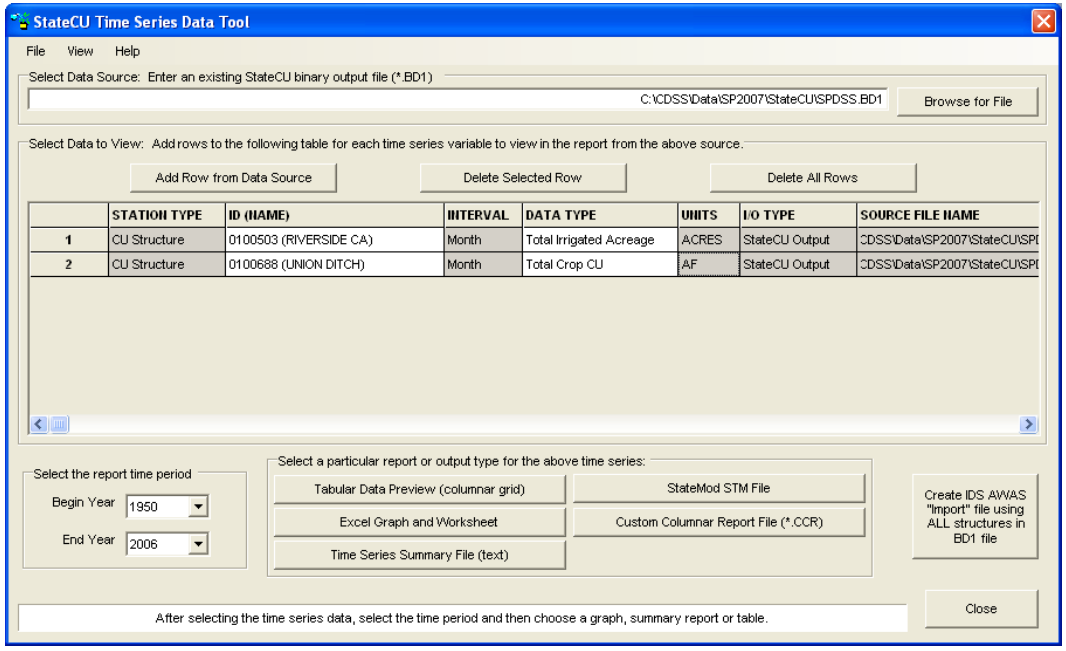 StateCU Time Series Data Tool
File View Help
Select Data Source: Enter an existing StateCU binary output file (*.BD1)
C:\CDSS\Data\SP2007\StateCU\SPDSS.BD1 Browse for File
Select Data to View: Add rows to the following table for each time series variable to view in the report from the above source.
Add Row from Data Source Delete Selected Row Delete All Rows
STATION TYPE ID (NAME) INTERVAL DATA TYPE UNITS I/O TYPE SOURCE FILE NAME
1 CU Structure 0100503 (RIVERSIDE CA) Month Total Irrigated Acreage ACRES StateCU Output CDSS\Data\SP2007\StateCU\SPD
2 CU Structure 0100688 (UNION DITCH) Month Total Crop CU AF StateCU Output CDSS\Data\SP2007\StateCU\SPD
Select the report time period
Begin Year 1950
End Year 2006
Select a particular report or output type for the above time series:
Tabular Data Preview (columnar grid) StateMod STM File
Excel Graph and Worksheet Custom Columnar Report File (*.CCR)
Time Series Summary File (text)
Create IDS AWAS
"Import" file using
ALL structures in
BD1 file
After selecting the time series data, select the time period and then choose a graph, summary report or table.
Close